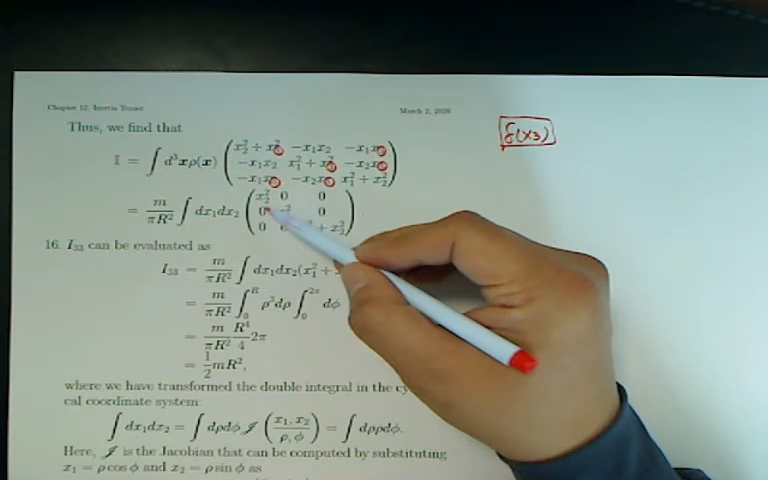 Chapter 12. Inertia Tensor March 2, 2020
δ(x₃)
Thus, we find that
𝕀 = ∫ d³xρ(x) ( x₂² + x₃² −x₁x₂ −x₁x₃
−x₁x₂ x₁² + x₃² −x₂x₃
−x₁x₃ −x₂x₃ x₁² + x₂² )
= m/πR² ∫ dx₁dx₂ ( x₂² 0 0
0 0
0 + x₂² ) .
16. I₃₃ can be evaluated as
I₃₃ = m/πR² ∫ dx₁dx₂(x₁² +
= m/πR² ∫₀ᴿ ρ³dρ ∫₀²π dϕ
= m/πR² R⁴/4 2π
= 1/2 mR²,
where we have transformed the double integral in the
cal coordinate system:
∫ dx₁dx₂ = ∫ dρdϕ 𝒥 (x₁, x₂ / ρ, ϕ) = ∫ dρρdϕ.
Here, 𝒥 is the Jacobian that can be computed by substituting
x₁ = ρ cos ϕ and x₂ = ρ sin ϕ as